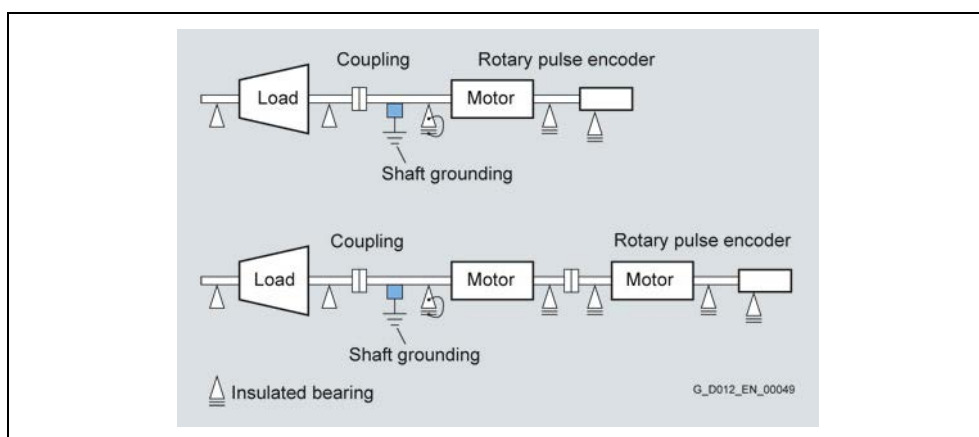 Coupling
Rotary pulse encoder
Load
Motor
Shaft grounding
Coupling
Rotary pulse encoder
Load
Motor
Motor
Shaft grounding
Insulated bearing
G_D012_EN_00049